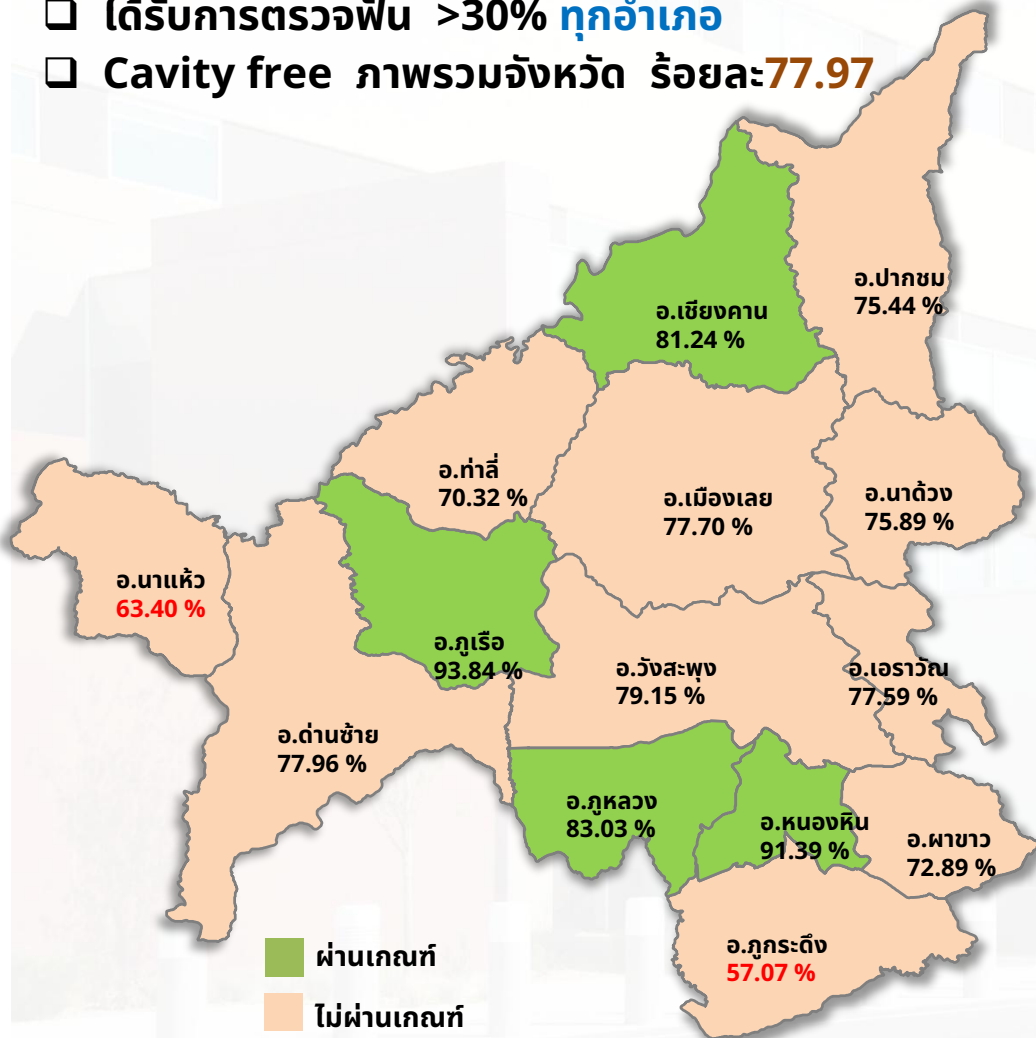 ❑ ได้รับการตรวจฟัน >30% ทุกอำเภอ
❑ Cavity free ภาพรวมจังหวัด ร้อยละ77.97
อ.ปากชม
75.44 %
อ.เชียงคาน
81.24 %
อ.ท่าลี่
70.32 %
อ.เมืองเลย
77.70 %
อ.นาด้วง
75.89 %
อ.นาแห้ว
63.40 %
อ.ภูเรือ
93.84 %
อ.วังสะพุง
79.15 %
อ.เอราวัณ
77.59 %
อ.ด่านซ้าย
77.96 %
อ.ภูหลวง
83.03 %
อ.หนองหิน
91.39 %
อ.ผาขาว
72.89 %
อ.ภูกระดึง
57.07 %
ผ่านเกณฑ์
ไม่ผ่านเกณฑ์